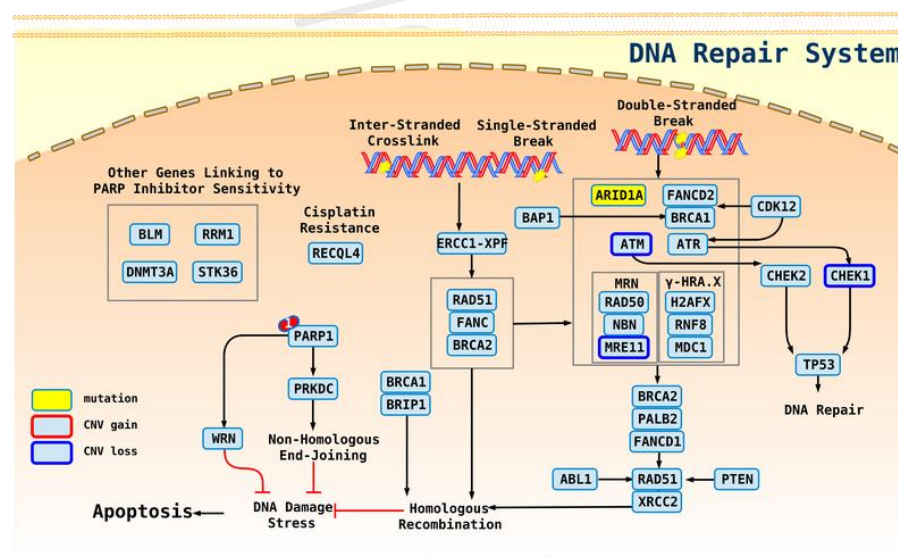 DNA Repair System
Double-Stranded
Break
Inter-Stranded
Crosslink
Single-Stranded
Break
Other Genes Linking to
PARP Inhibitor Sensitivity
BLM
RRM1
DNMT3A
STK36
Cisplatin
Resistance
RECQL4
ERCC1-XPF
RAD51
FANC
BRCA2
BAP1
ARID1A
FANCD2
BRCA1
CDK12
ATM
ATR
CHEK2
CHEK1
MRN
RAD50
NBN
MRE11
γ-HRA.X
H2AFX
RNF8
MDC1
TP53
DNA Repair
1
PARP1
PRKDC
WRN
Non-Homologous
End-Joining
BRCA1
BRIP1
BRCA2
PALB2
FANCD1
ABL1
RAD51
PTEN
XRCC2
mutation
CNV gain
CNV loss
Apoptosis
DNA Damage
Stress
Homologous
Recombination